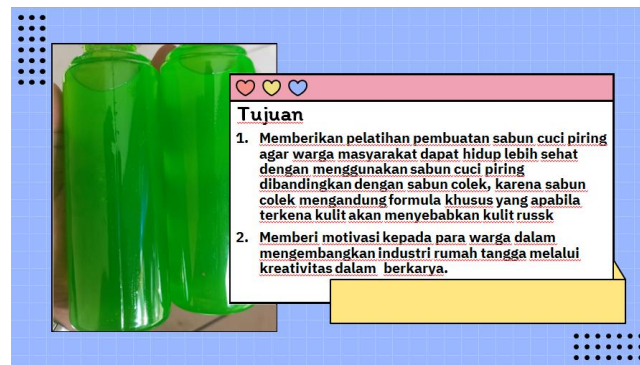 Tujuan
1. Memberikan pelatihan pembuatan sabun cuci piring
agar warga masyarakat dapat hidup lebih sehat
dengan menggunakan sabun cuci piring
dibandingkan dengan sabun colek, karena sabun
colek mengandung formula khusus yang apabila
terkena kulit akan menyebabkan kulit russk
2. Memberi motivasi kepada para warga dalam
mengembangkan industri rumah tangga melalui
kreativitas dalam berkarya.